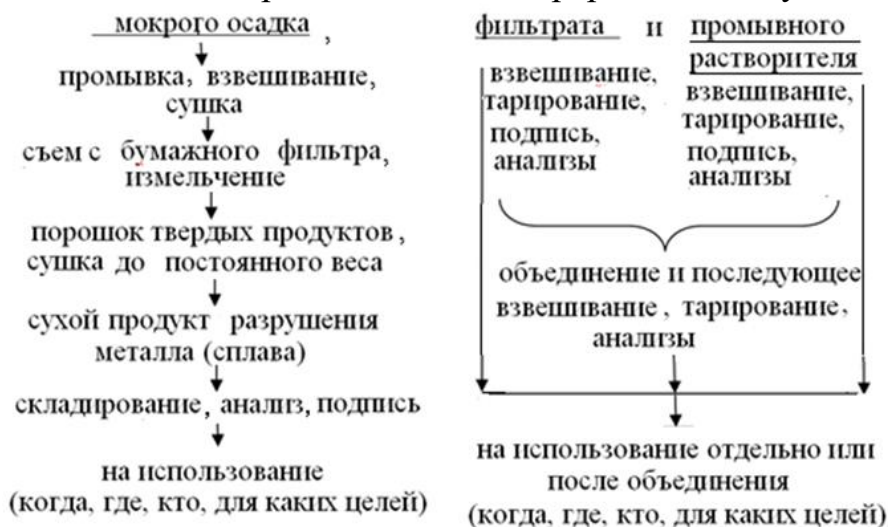 мокрого осадка ,
промывка, взвешивание,
сушка
съем с бумажного фильтра,
измельчение
порошок твердых продуктов ,
сушка до постоянного веса
сухой продукт разрушения
металла (сплава)
складирование, анализ, подпись
на использование
(когда, где, кто, для каких целей)
фильтрата и промывного
растворителя
взвешивание,
тарирование,
подпись,
анализы
взвешивание,
тарирование,
подпись,
анализы
объединение и последующее
взвешивание , тарирование,
анализы
на использование отдельно или
после объединения
(когда, где, кто, для каких целей)